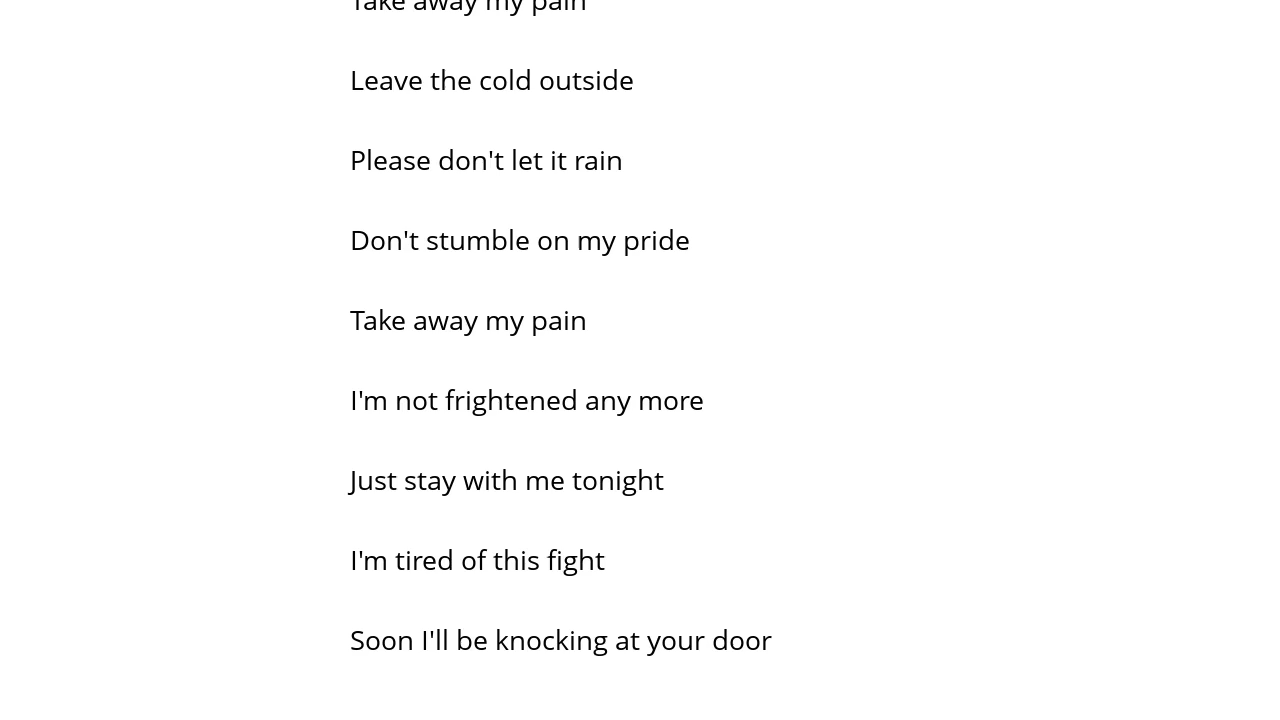 Take away my pain
Leave the cold outside
Please don't let it rain
Don't stumble on my pride
Take away my pain
I'm not frightened any more
Just stay with me tonight
I'm tired of this fight
Soon I'll be knocking at your door